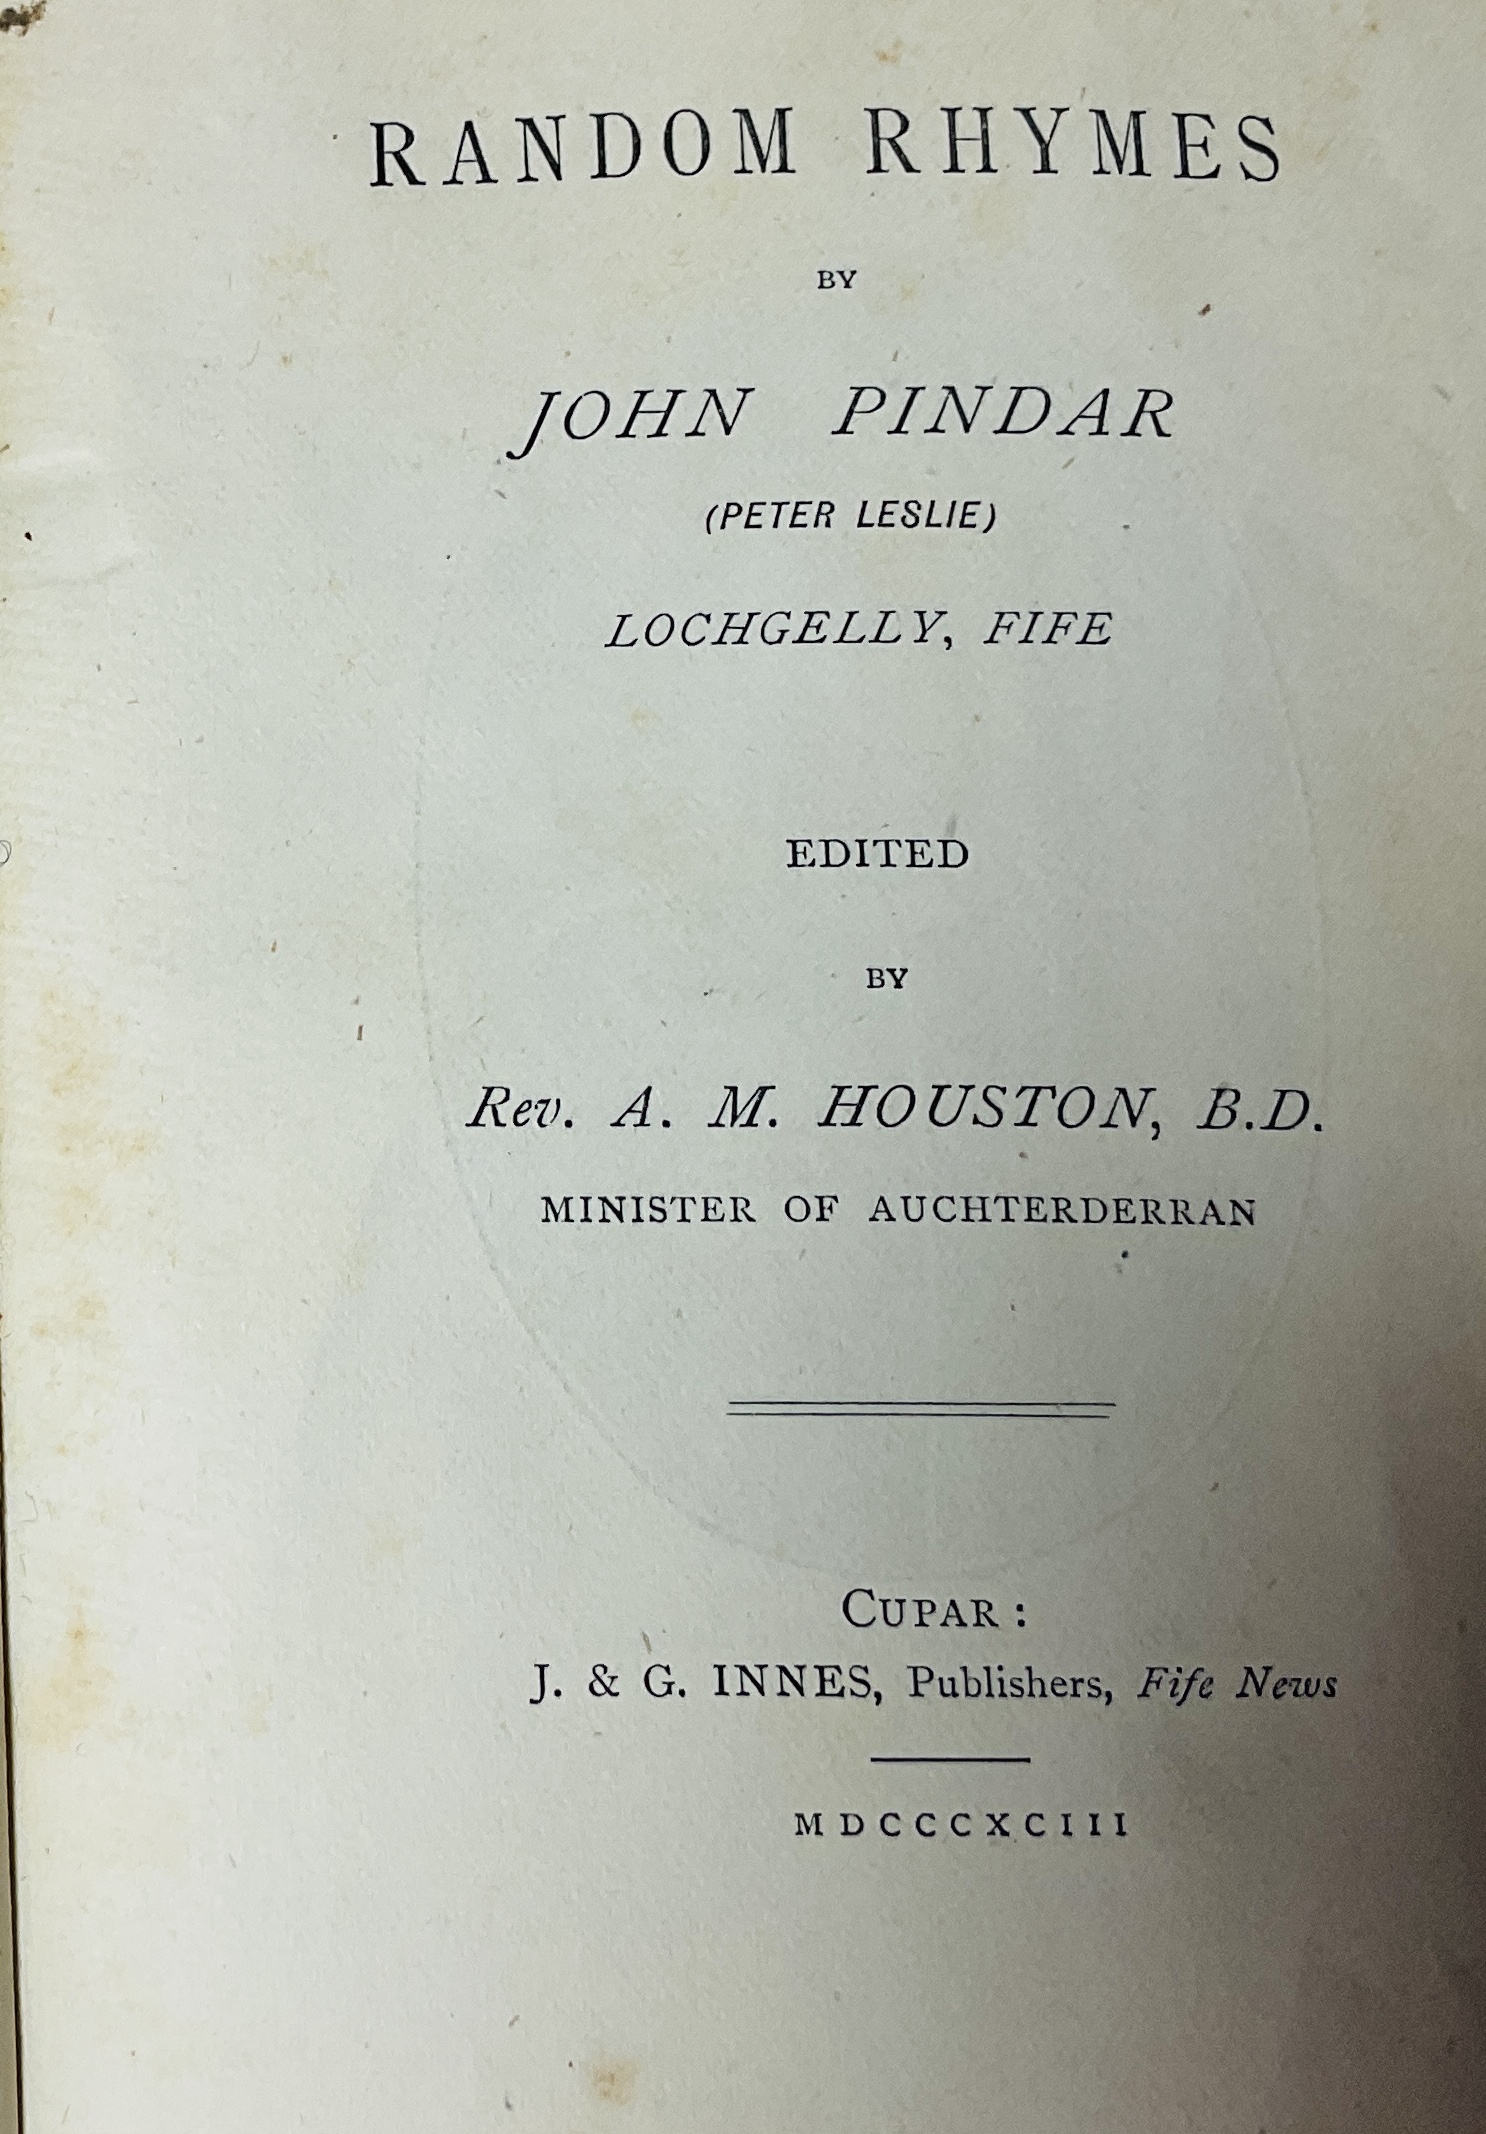 RANDOM RHYMES
BY
JOHN PINDAR
(PETER LESLIE)
LOCHGELLY, FIFE
EDITED
BY
Rev. A. M. HOUSTON, B.D.
MINISTER OF AUCHTERDERRAN
CUPAR:
J. & G. INNES, Publishers, Fife News
MDCCCXCIII